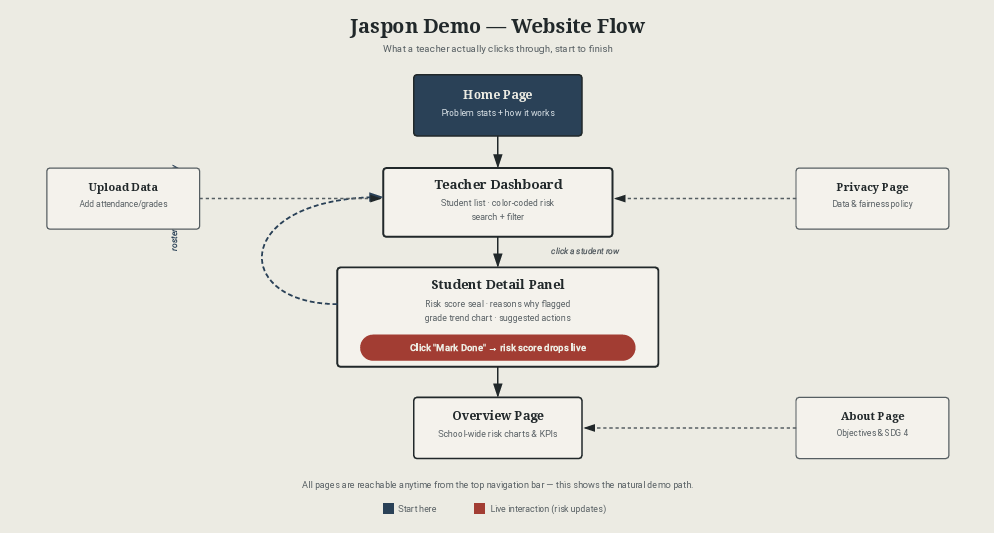 Jaspon Demo — Website Flow
What a teacher actually clicks through, start to finish
Home Page
Problem stats + how it works
Upload Data
Add attendance/grades
Teacher Dashboard
Student list · color-coded risk
search + filter
Privacy Page
Data & fairness policy
roster
click a student row
Student Detail Panel
Risk score seal · reasons why flagged
grade trend chart · suggested actions
Click "Mark Done" → risk score drops live
Overview Page
School-wide risk charts & KPIs
About Page
Objectives & SDG 4
All pages are reachable anytime from the top navigation bar — this shows the natural demo path.
Start here
Live interaction (risk updates)